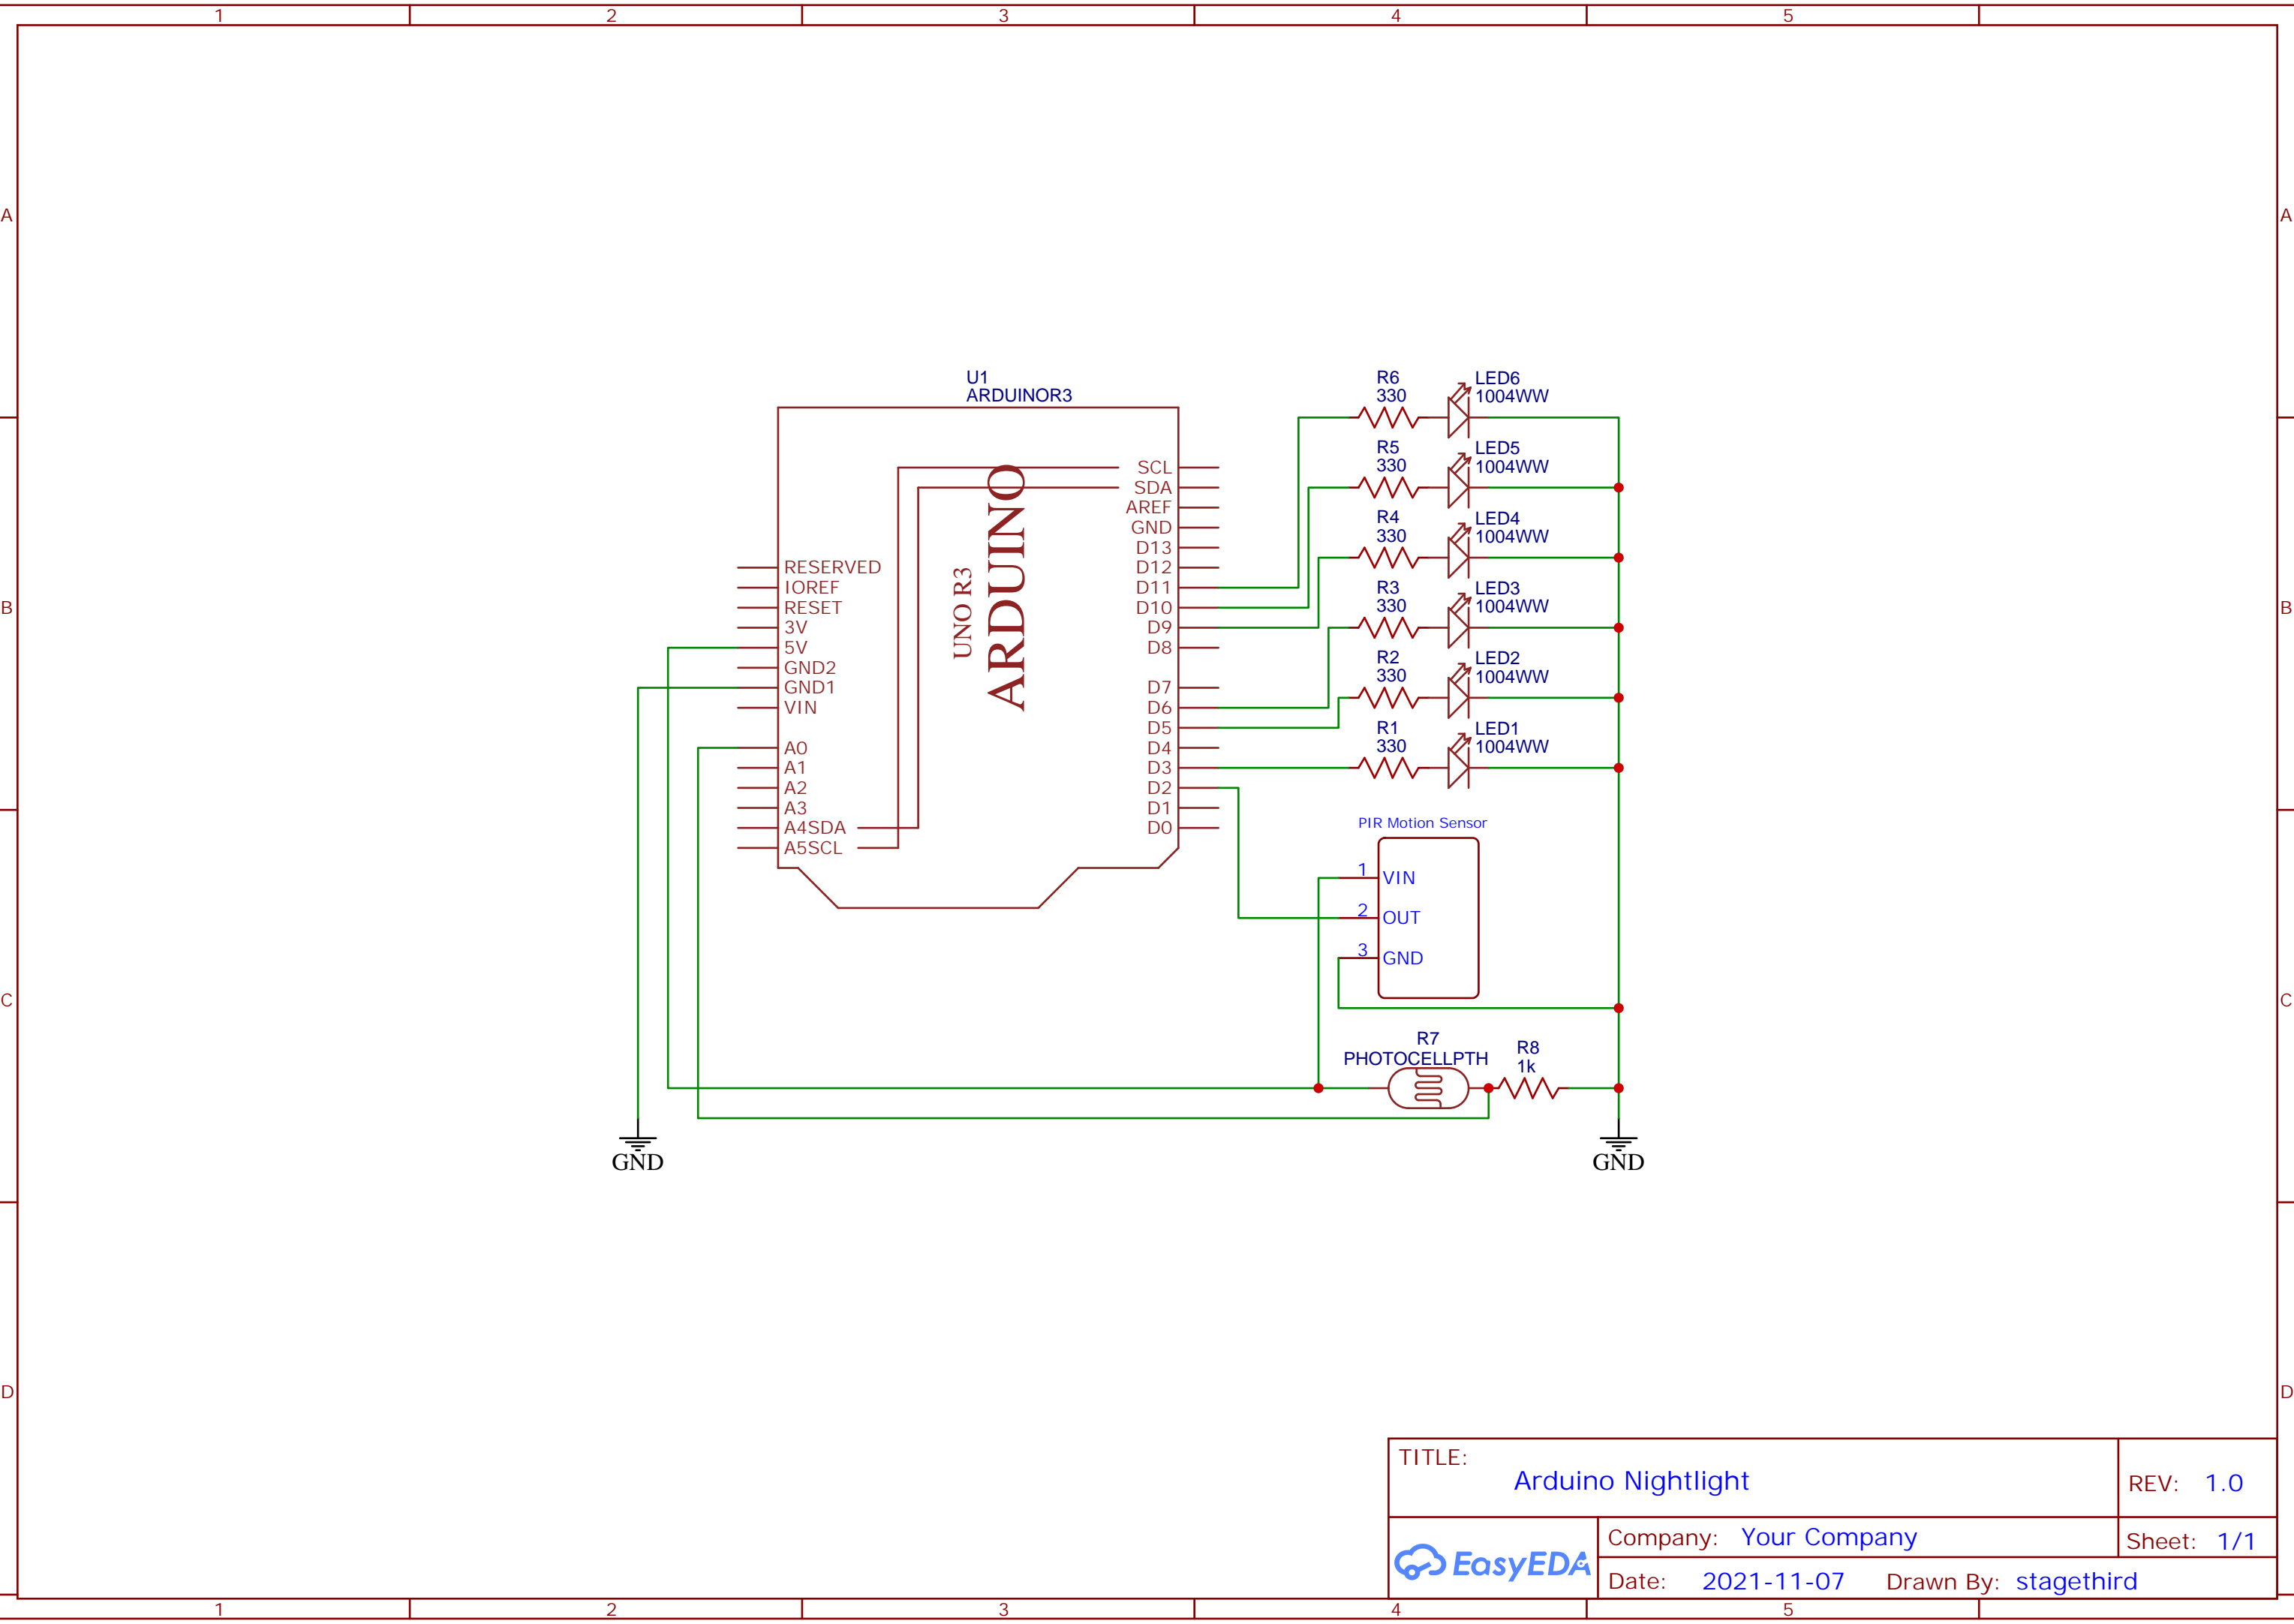 1 2 3 4 5
A A
B B
C C
D D
U1
ARDUINOR3
UNO R3
ARDUINO
RESERVED
IOREF
RESET
3V
5V
GND2
GND1
VIN
A0
A1
A2
A3
A4SDA
A5SCL
SCL
SDA
AREF
GND
D13
D12
D11
D10
D9
D8
D7
D6
D5
D4
D3
D2
D1
D0
R6
330
LED6
1004WW
R5
330
LED5
1004WW
R4
330
LED4
1004WW
R3
330
LED3
1004WW
R2
330
LED2
1004WW
R1
330
LED1
1004WW
PIR Motion Sensor
1 VIN
2 OUT
3 GND
R7
PHOTOCELLPTH
R8
1k
GND
GND
TITLE:
Arduino Nightlight
REV: 1.0
EasyEDA
Company: Your Company
Sheet: 1/1
Date: 2021-11-07 Drawn By: stagethird
1 2 3 4 5